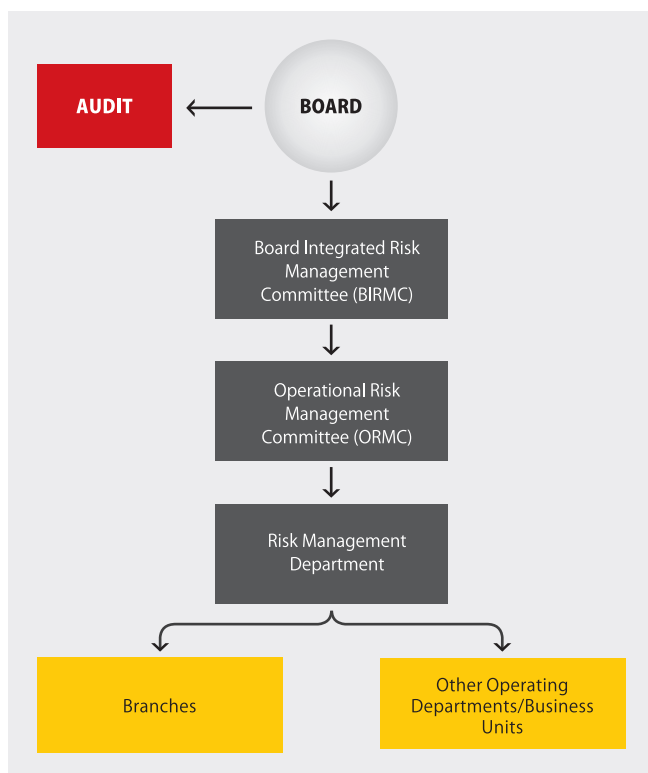 AUDIT
BOARD
Board Integrated Risk
Management
Committee (BIRMC)
Operational Risk
Management
Committee (ORMC)
Risk Management
Department
Branches
Other Operating
Departments/Business
Units